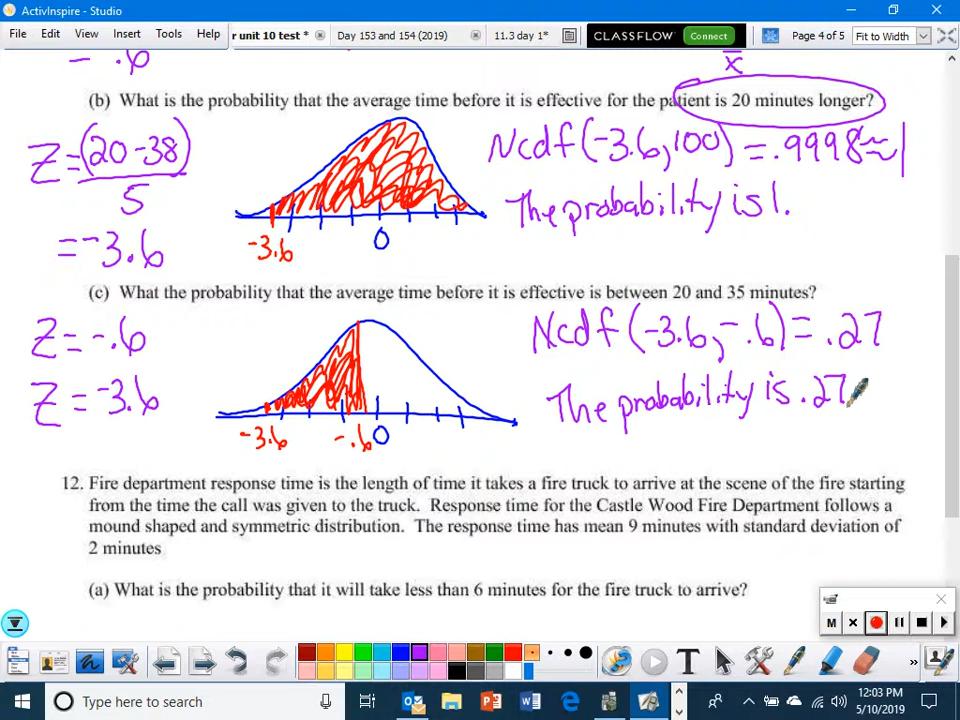 ActivInspire - Studio
File Edit View Insert Tools Help r unit 10 test * Day 153 and 154 (2019) 11.3 day 1* CLASSFLOW Connect Page 4 of 5 Fit to Width
- .6
x̄
(b) What is the probability that the average time before it is effective for the patient is 20 minutes longer?
Z = (20-38)
5
= -3.6
-3.6 0
Ncdf(-3.6, 100) = .9998 ≈ 1
The probability is 1.
(c) What the probability that the average time before it is effective is between 20 and 35 minutes?
Z = -.6
Z = -3.6
-3.6 -.6 0
Ncdf(-3.6, -.6) = .27
The probability is .27
12. Fire department response time is the length of time it takes a fire truck to arrive at the scene of the fire starting
from the time the call was given to the truck. Response time for the Castle Wood Fire Department follows a
mound shaped and symmetric distribution. The response time has mean 9 minutes with standard deviation of
2 minutes
(a) What is the probability that it will take less than 6 minutes for the fire truck to arrive?
M
T
»
Type here to search
12:03 PM
5/10/2019